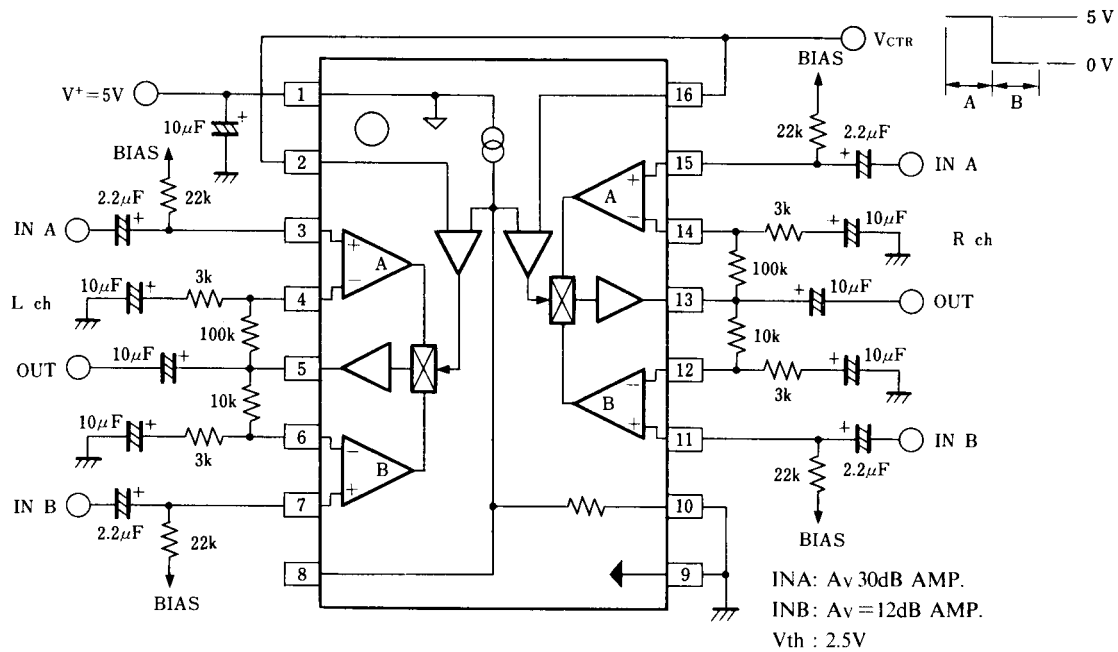 5 V
0 V
A
B
VCTR
BIAS
V+=5V
10μF
+
1
16
22k
2.2μF
+
IN A
BIAS
2
15
2.2μF
+
22k
IN A
3
A
+
−
14
3k
10μF
+
R ch
A
+
−
L ch
10μF
+
3k
4
100k
13
10μF
+
OUT
100k
OUT
10μF
+
5
10k
10k
12
3k
10μF
+
10μF
+
3k
6
B
−
+
B
−
+
11
22k
2.2μF
+
IN B
IN B
2.2μF
+
7
22k
10
BIAS
8
9
BIAS
INA: Av 30dB AMP.
INB: Av =12dB AMP.
Vth : 2.5V